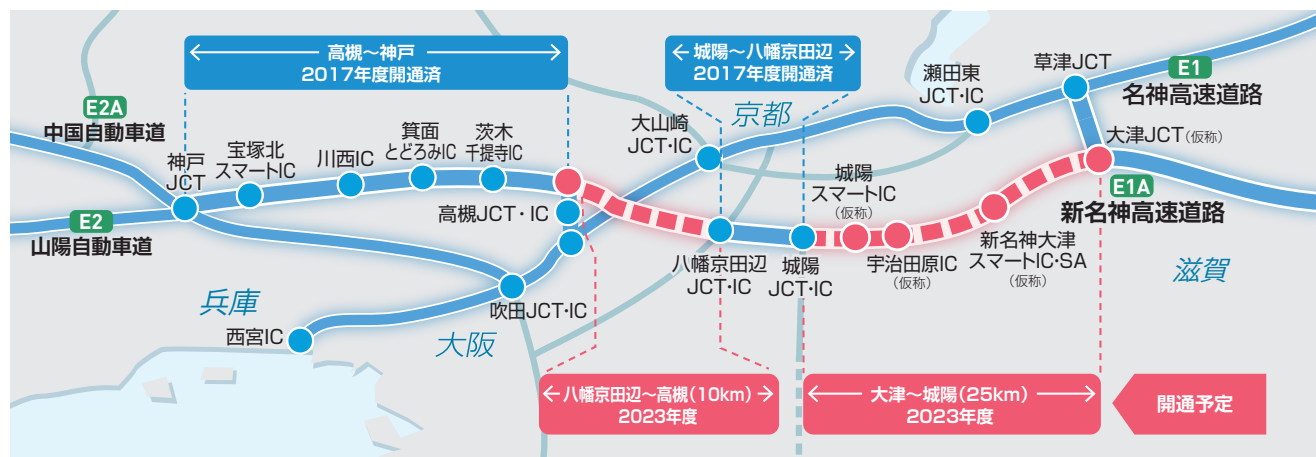 高槻〜神戸
2017年度開通済
城陽〜八幡京田辺
2017年度開通済
E2A
中国自動車道
E2
山陽自動車道
神戸
JCT
宝塚北
スマートIC
川西IC
箕面
とどろみIC
茨木
千提寺IC
高槻JCT・IC
大山崎
JCT・IC
京都
瀬田東
JCT・IC
草津JCT
E1
名神高速道路
大津JCT(仮称)
E1A
新名神高速道路
城陽
スマートIC
(仮称)
宇治田原IC
(仮称)
新名神大津
スマートIC・SA
(仮称)
滋賀
八幡京田辺
JCT・IC
城陽
JCT・IC
吹田JCT・IC
兵庫
西宮IC
大阪
八幡京田辺〜高槻(10km)
2023年度
大津〜城陽(25km)
2023年度
開通予定